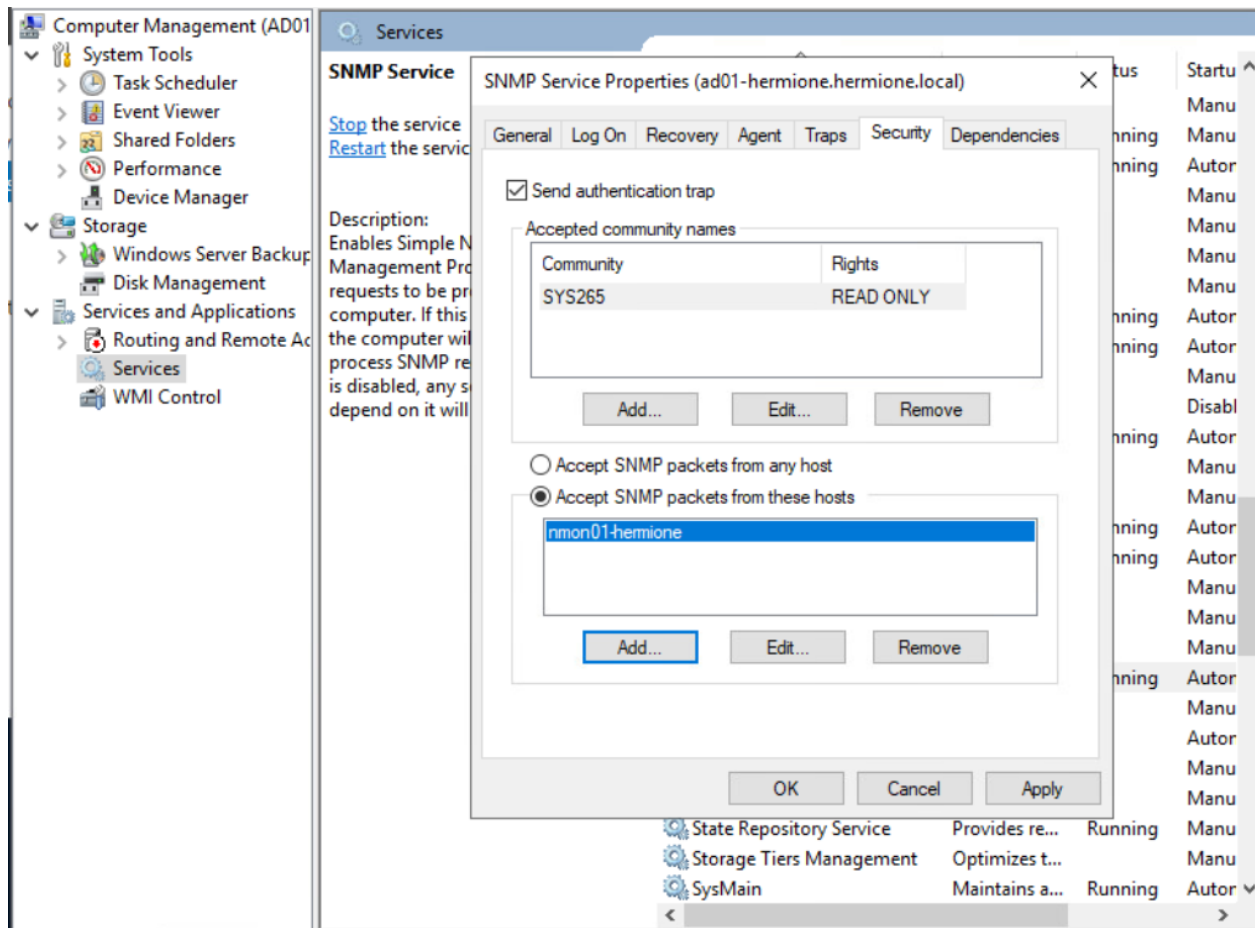 Computer Management (AD01
System Tools
Task Scheduler
Event Viewer
Shared Folders
Performance
Device Manager
Storage
Windows Server Backup
Disk Management
Services and Applications
Routing and Remote Ac
Services
WMI Control
Services
SNMP Service
Stop the service
Restart the servic
Description:
Enables Simple N
Management Pro
requests to be pr
computer. If this
the computer wil
process SNMP re
is disabled, any s
depend on it will
SNMP Service Properties (ad01-hermione.hermione.local)
General Log On Recovery Agent Traps Security Dependencies
Send authentication trap
Accepted community names
Community Rights
SYS265 READ ONLY
Add... Edit... Remove
Accept SNMP packets from any host
Accept SNMP packets from these hosts
nmon01-hermione
Add... Edit... Remove
OK Cancel Apply
tus Startu
Manu
nning Manu
nning Autor
Manu
Manu
Manu
Manu
nning Autor
nning Autor
Manu
Disabl
nning Autor
Manu
Manu
nning Autor
nning Autor
Manu
Manu
Manu
nning Autor
Manu
Autor
Manu
Manu
State Repository Service Provides re... Running Manu
Storage Tiers Management Optimizes t... Manu
SysMain Maintains a... Running Autor